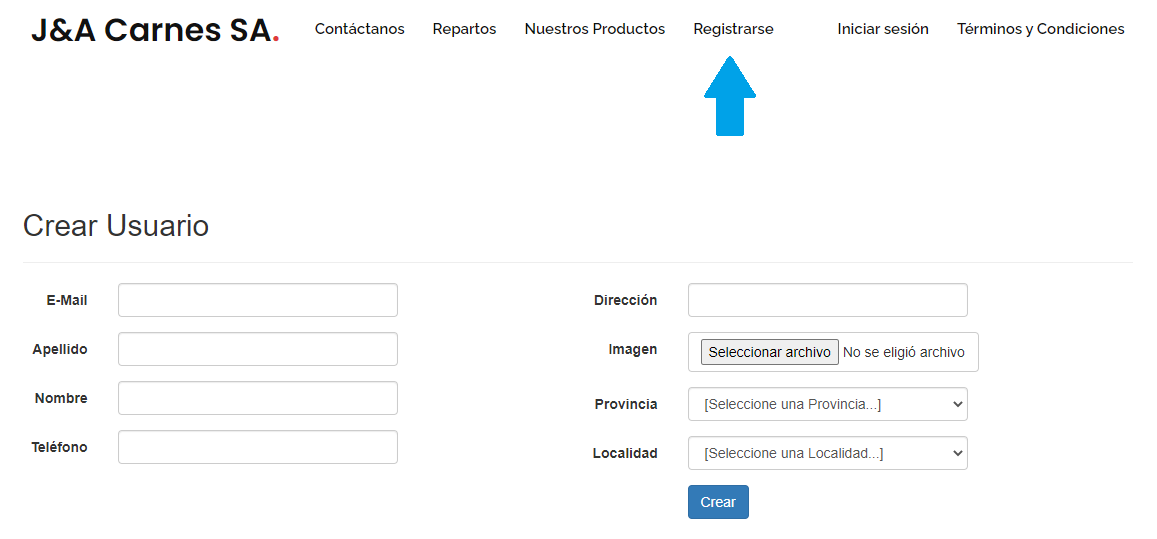 J&A Carnes SA. Contáctanos Repartos Nuestros Productos Registrarse Iniciar sesión Términos y Condiciones
Crear Usuario
E-Mail
Apellido
Nombre
Teléfono
Dirección
Imagen Seleccionar archivo No se eligió archivo
Provincia [Seleccione una Provincia...]
Localidad [Seleccione una Localidad...]
Crear